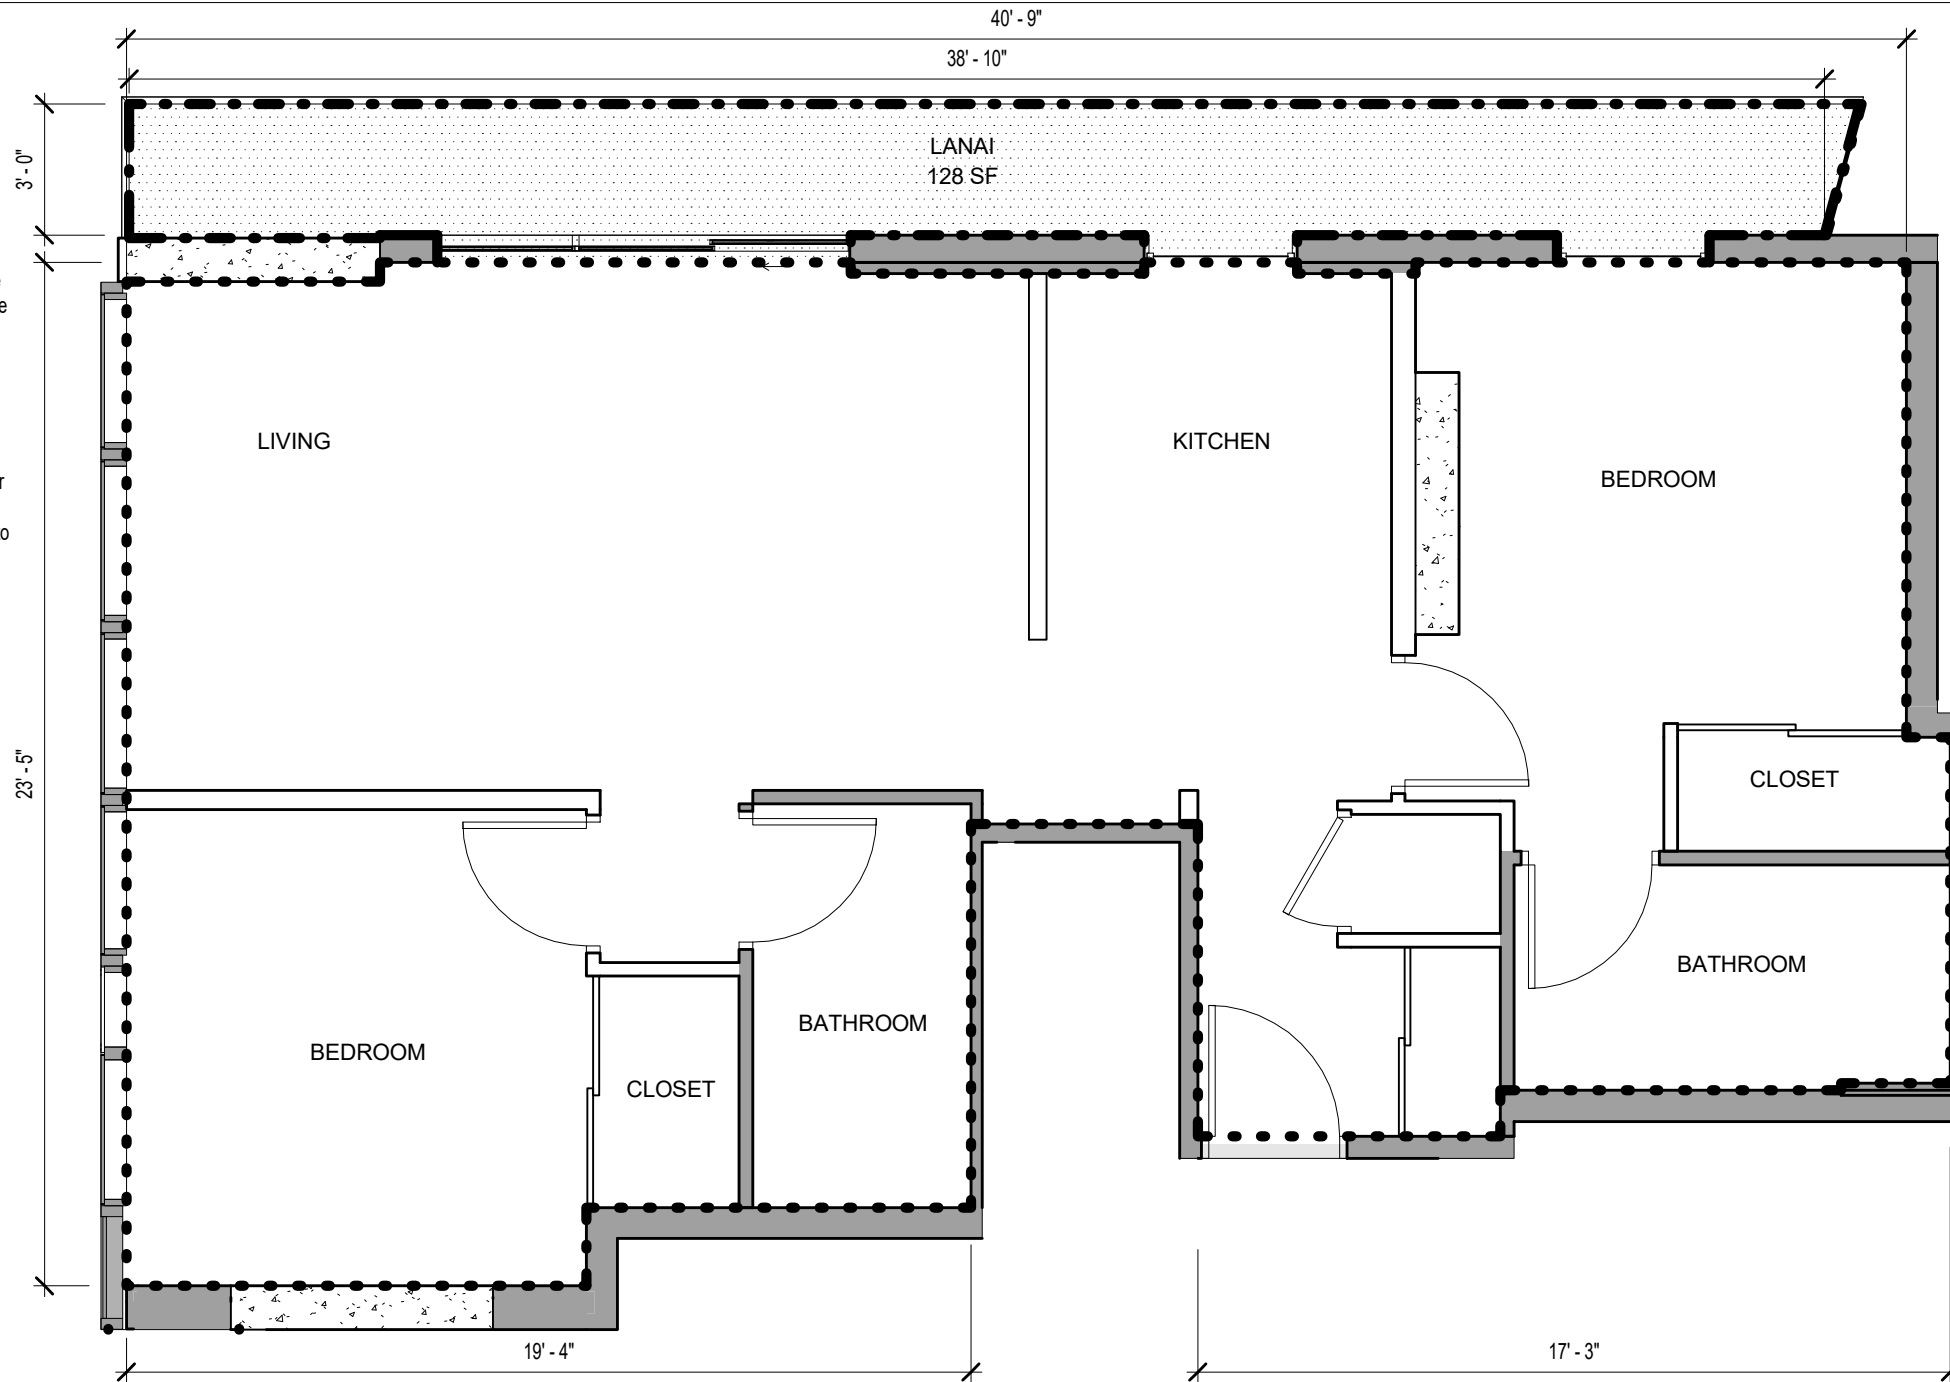 40' - 9"
38' - 10"
3' - 0"
LANAI
128 SF
e
r
to
LIVING
KITCHEN
BEDROOM
23' - 5"
CLOSET
BATHROOM
BATHROOM
BEDROOM
CLOSET
19' - 4"
17' - 3"